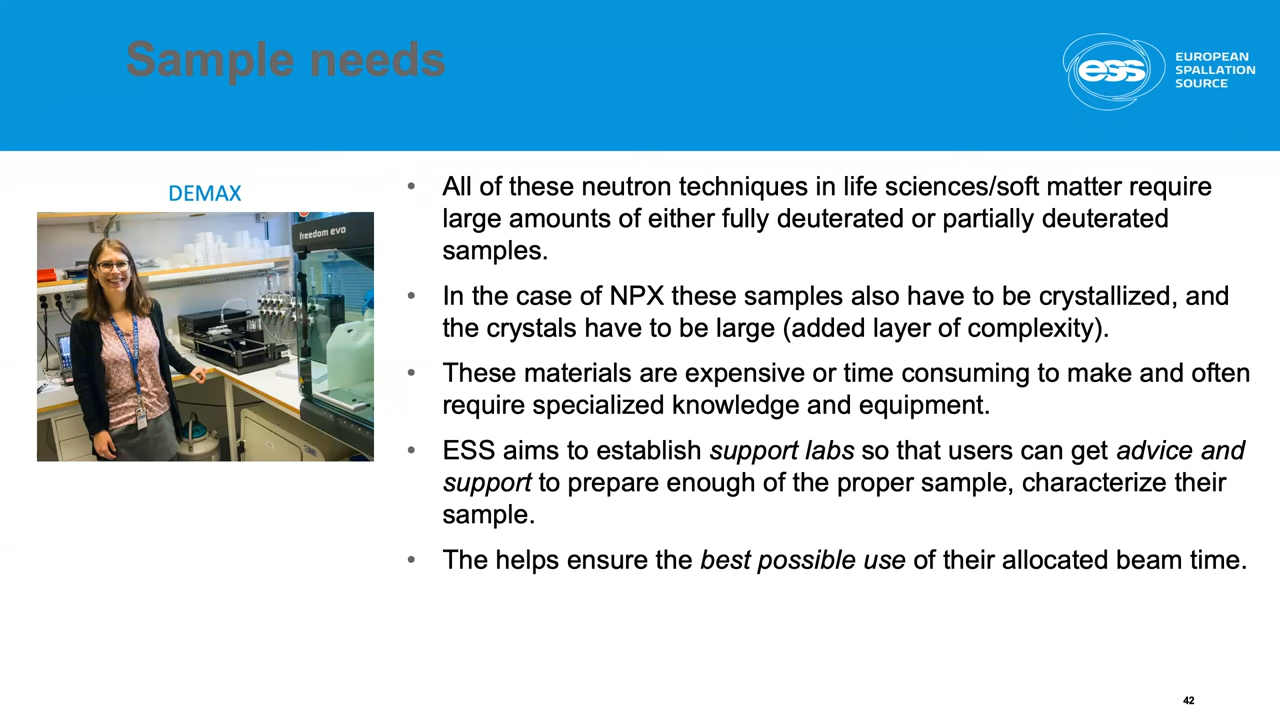 Sample needs
ess
EUROPEAN
SPALLATION
SOURCE
DEMAX
freedom evo
• All of these neutron techniques in life sciences/soft matter require
large amounts of either fully deuterated or partially deuterated
samples.
• In the case of NPX these samples also have to be crystallized, and
the crystals have to be large (added layer of complexity).
• These materials are expensive or time consuming to make and often
require specialized knowledge and equipment.
• ESS aims to establish support labs so that users can get advice and
support to prepare enough of the proper sample, characterize their
sample.
• The helps ensure the best possible use of their allocated beam time.
42